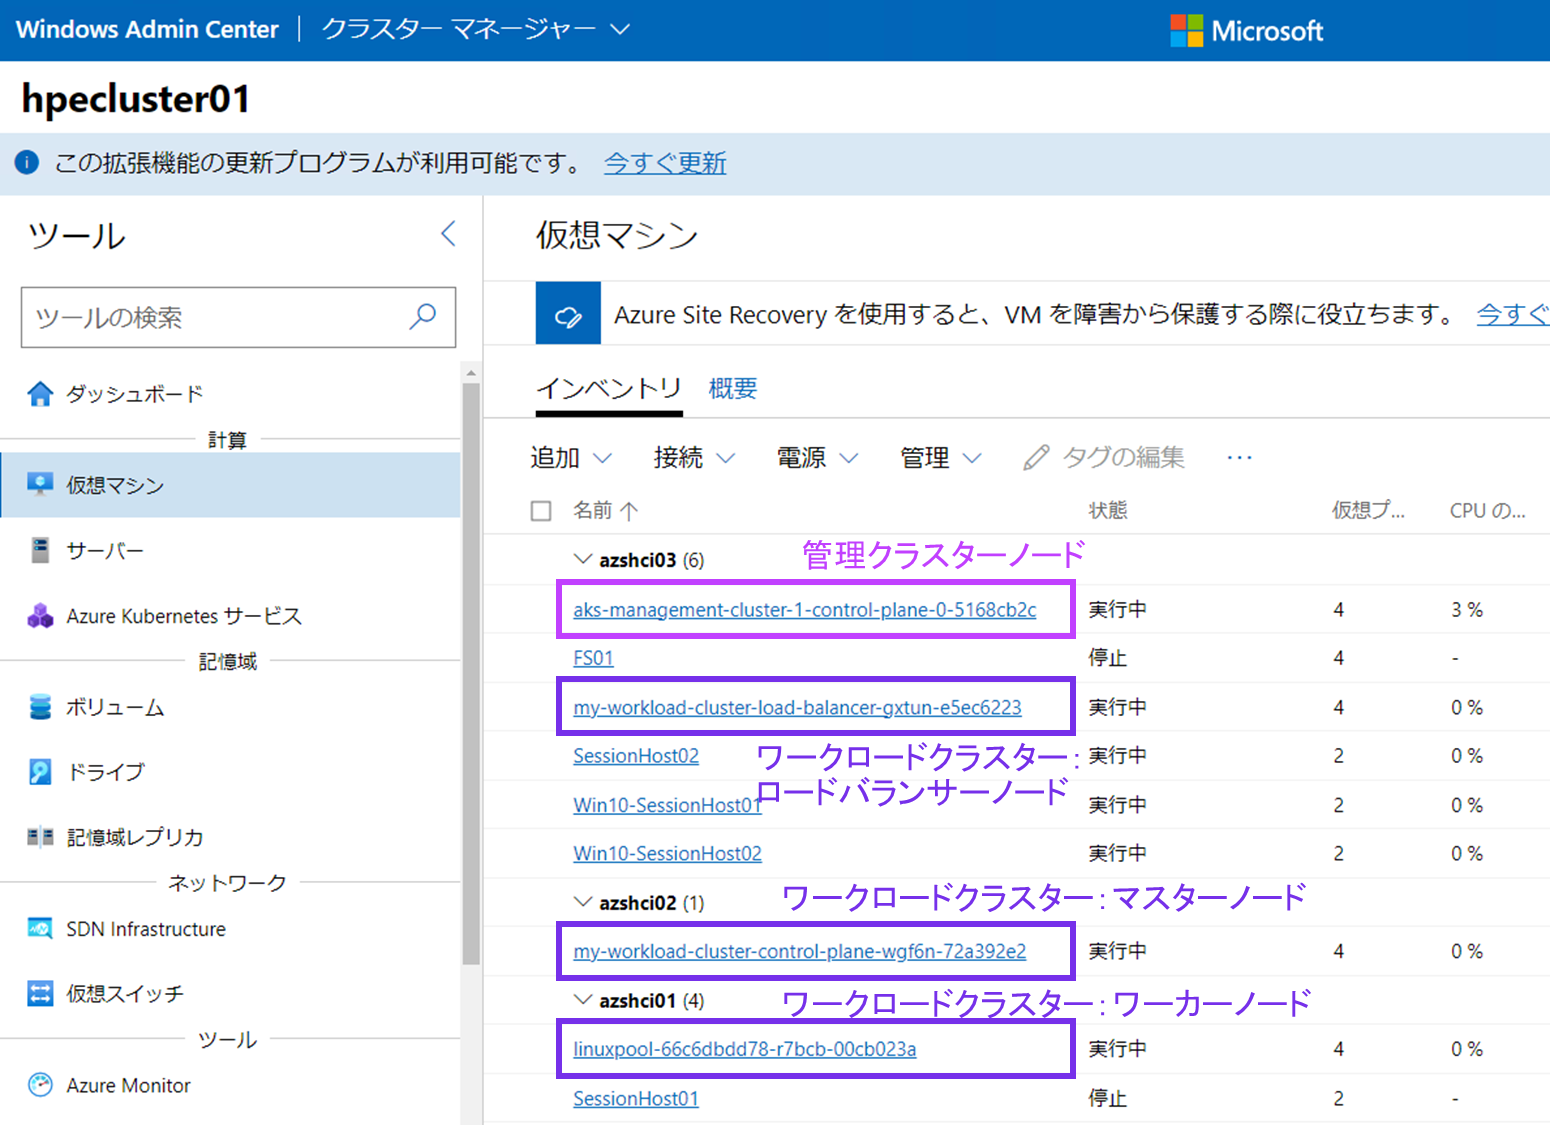 Windows Admin Center | クラスター マネージャー
Microsoft
hpecluster01
この拡張機能の更新プログラムが利用可能です。 今すぐ更新
ツール
ツールの検索
ダッシュボード
計算
仮想マシン
サーバー
Azure Kubernetes サービス
記憶域
ボリューム
ドライブ
記憶域レプリカ
ネットワーク
SDN Infrastructure
仮想スイッチ
ツール
Azure Monitor
仮想マシン
Azure Site Recovery を使用すると、VM を障害から保護する際に役立ちます。 今すぐ
インベントリ 概要
追加 接続 電源 管理 タグの編集 ...
名前 ↑ 状態 仮想プ... CPU の...
azshci03 (6) 管理クラスターノード
aks-management-cluster-1-control-plane-0-5168cb2c 実行中 4 3 %
FS01 停止 4 -
my-workload-cluster-load-balancer-gxtun-e5ec6223 実行中 4 0 %
ワークロードクラスター：
ロードバランサーノード
SessionHost02 実行中 2 0 %
Win10-SessionHost01 実行中 2 0 %
Win10-SessionHost02 実行中 2 0 %
azshci02 (1) ワークロードクラスター：マスターノード
my-workload-cluster-control-plane-wgf6n-72a392e2 実行中 4 0 %
azshci01 (4) ワークロードクラスター：ワーカーノード
linuxpool-66c6dbdd78-r7bcb-00cb023a 実行中 4 0 %
SessionHost01 停止 2 -